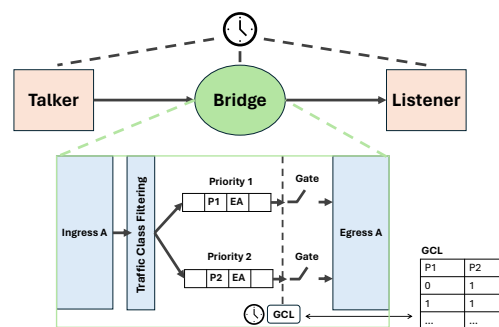 Talker
Bridge
Listener
Ingress A
Traffic Class Filtering
Priority 1
P1 EA
Gate
Priority 2
P2 EA
Gate
Egress A
GCL
GCL
P1 P2
0 1
1 1
... ...